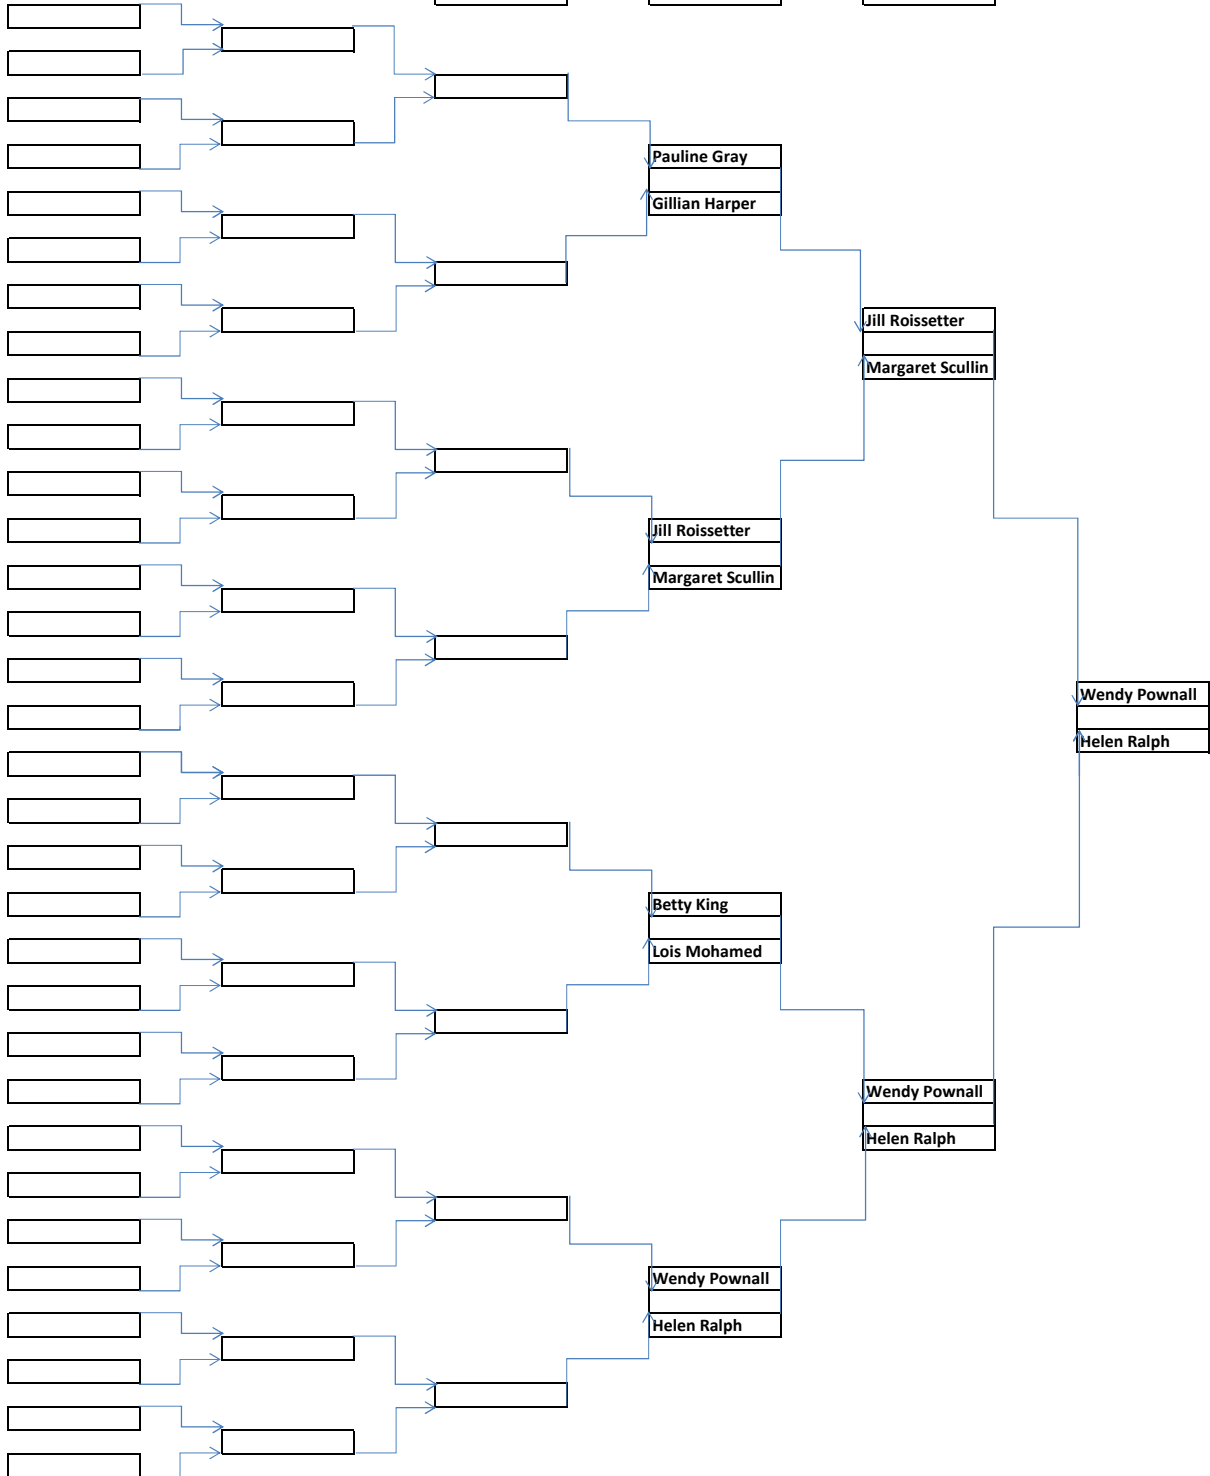 Pauline Gray
Gillian Harper
Jill Roissetter
Margaret Scullin
Jill Roissetter
Margaret Scullin
Wendy Pownall
Helen Ralph
Betty King
Lois Mohamed
Wendy Pownall
Helen Ralph
Wendy Pownall
Helen Ralph